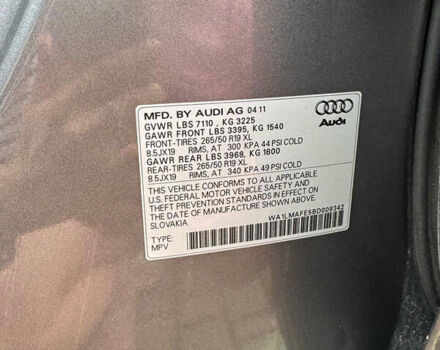 MFD. BY AUDI AG 04 11
GVWR LBS 7110 , KG 3225
GAWR FRONT LBS 3395, KG 1540
FRONT-TIRES 265/50 R19 XL
8.5JX19 RIMS, AT 300 KPA 44 PSI COLD
GAWR REAR LBS 3968, KG 1800
REAR-TIRES 265/50 R19 XL
8.5JX19 RIMS, AT 340 KPA 49 PSI COLD
THIS VEHICLE CONFORMS TO ALL APPLICABLE
U.S. FEDERAL MOTOR VEHICLE SAFETY AND
THEFT PREVENTION STANDARDS IN EFFECT
ON THE DATE OF MANUFACTURE SHOWN ABOVE
SLOVAKIA
TYPE:
MPV
WA1LMAFE5BD009342
Audi